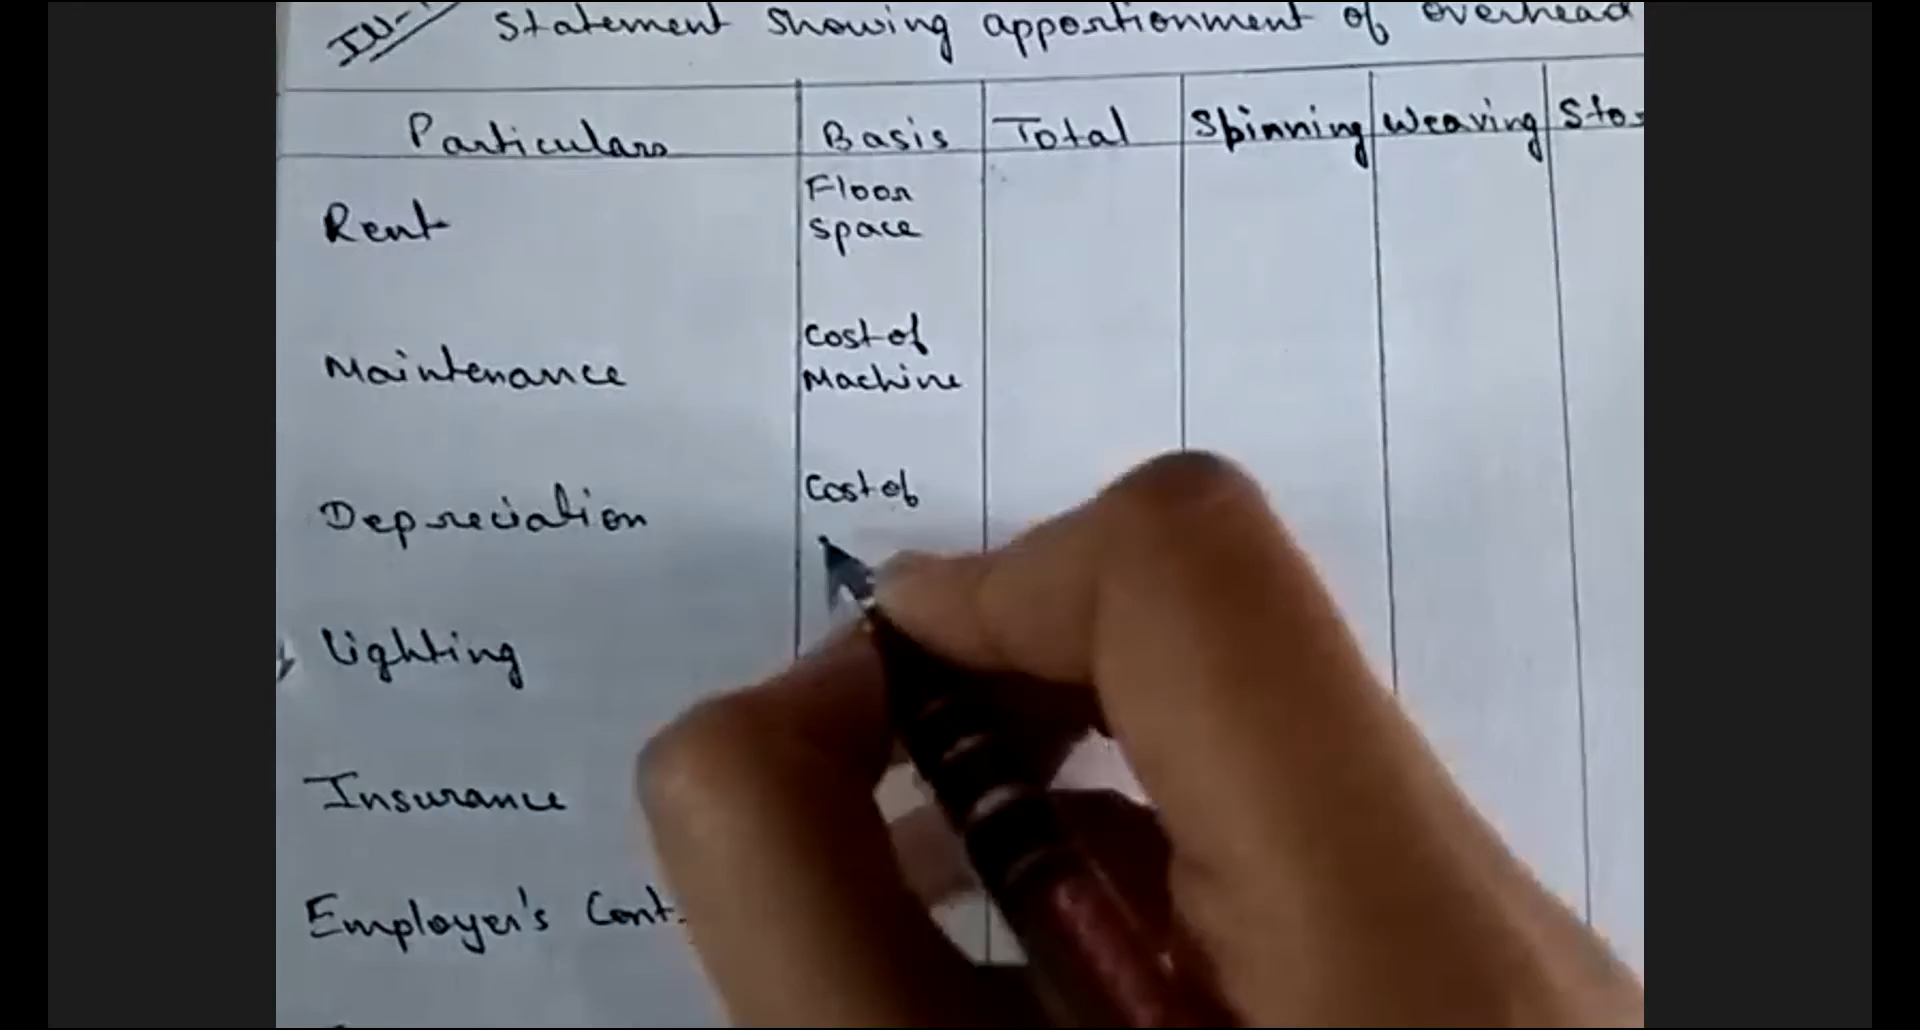 Statement showing apportionment of overhead
Particulars Basis Total Spinning Weaving Sto
Rent Floor space
Maintenance Cost of Machine
Depreciation Cost of
Lighting
Insurance
Employer's Cont.